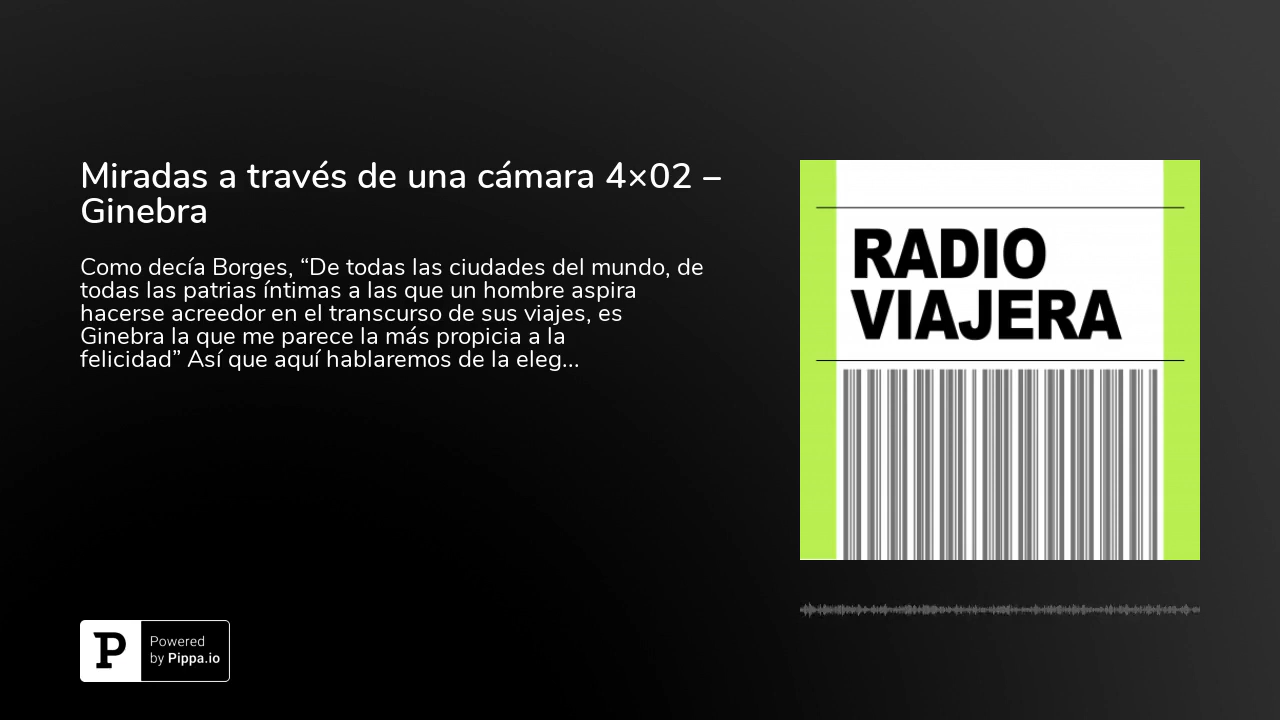 Miradas a través de una cámara 4×02 –
Ginebra
Como decía Borges, “De todas las ciudades del mundo, de
todas las patrias íntimas a las que un hombre aspira
hacerse acreedor en el transcurso de sus viajes, es
Ginebra la que me parece la más propicia a la
felicidad” Así que aquí hablaremos de la eleg...
RADIO
VIAJERA
P
Powered
by Pippa.io